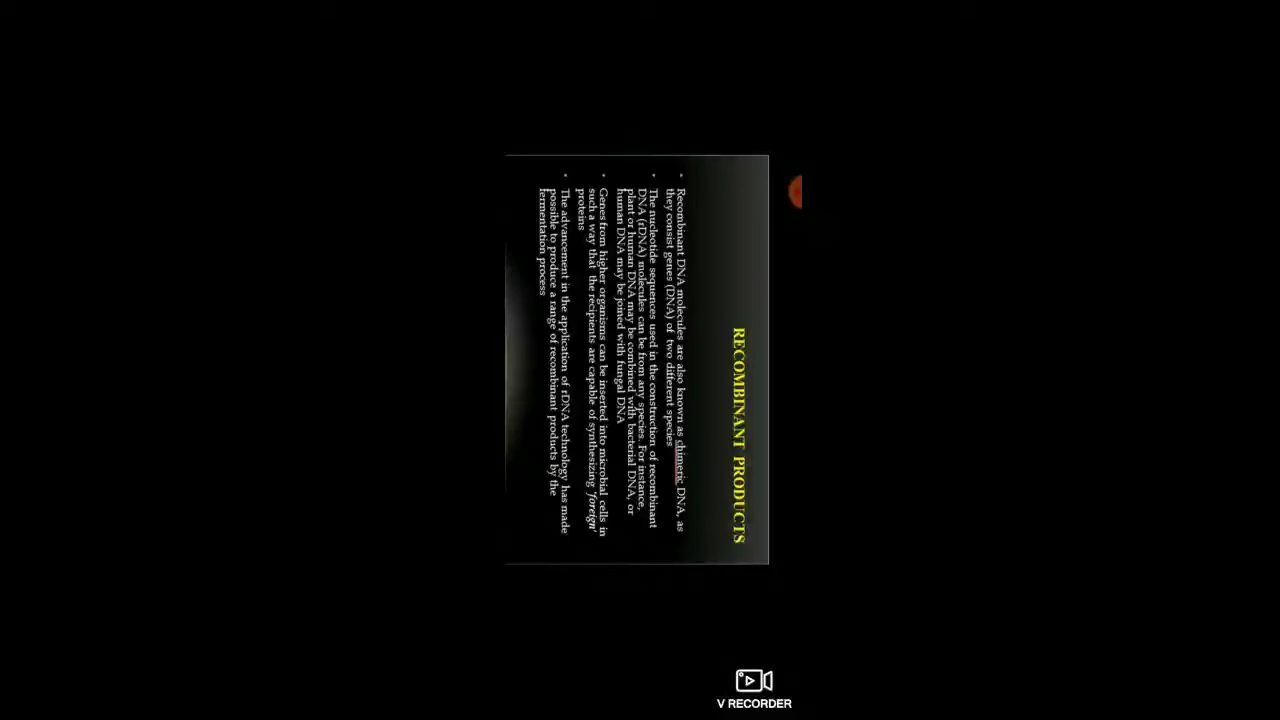 RECOMBINANT PRODUCTS
• Recombinant DNA molecules are also known as chimeric DNA, as
they consist genes (DNA) of two different species
• The nucleotide sequences used in the construction of recombinant
DNA (rDNA) molecules can be from any species. For instance,
plant or human DNA may be combined with bacterial DNA, or
human DNA may be joined with fungal DNA
• Genes from higher organisms can be inserted into microbial cells in
such a way that the recipients are capable of synthesizing 'foreign'
proteins
• The advancement in the application of rDNA technology has made
possible to produce a range of recombinant products by the
fermentation process
V RECORDER